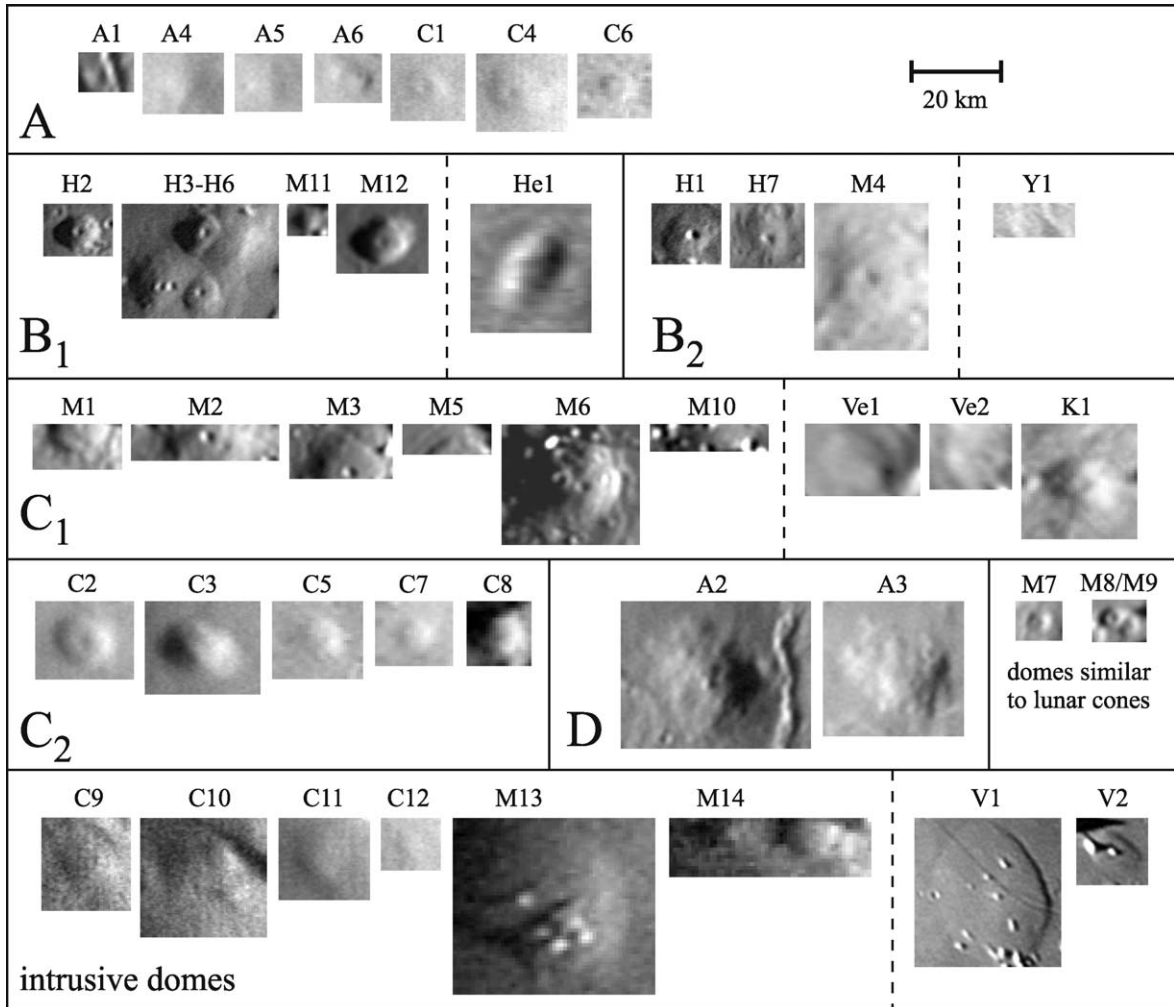 A1 A4 A5 A6 C1 C4 C6
20 km
A
H2 H3-H6 M11 M12 He1 H1 H7 M4 Y1
B1 B2
M1 M2 M3 M5 M6 M10 Ve1 Ve2 K1
C1
C2 C3 C5 C7 C8 A2 A3 M7 M8/M9
domes similar
to lunar cones
C2 D
C9 C10 C11 C12 M13 M14 V1 V2
intrusive domes